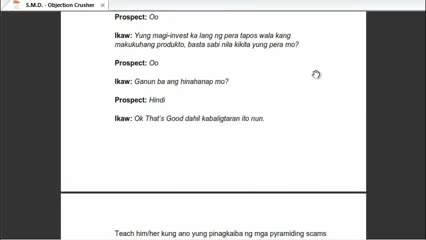 S.M.D. - Objection Crusher
Prospect: Oo
Ikaw: Yung magi-invest ka lang ng pera tapos wala kang
makukuhang produkto, basta sabi nila kikita yung pera mo?
Prospect: Oo
Ikaw: Ganun ba ang hinahanap mo?
Prospect: Hindi
Ikaw: Ok That's Good dahil kabaligtaran ito nun.
Teach him/her kung ano yung pinagkaiba ng mga pyramiding scams